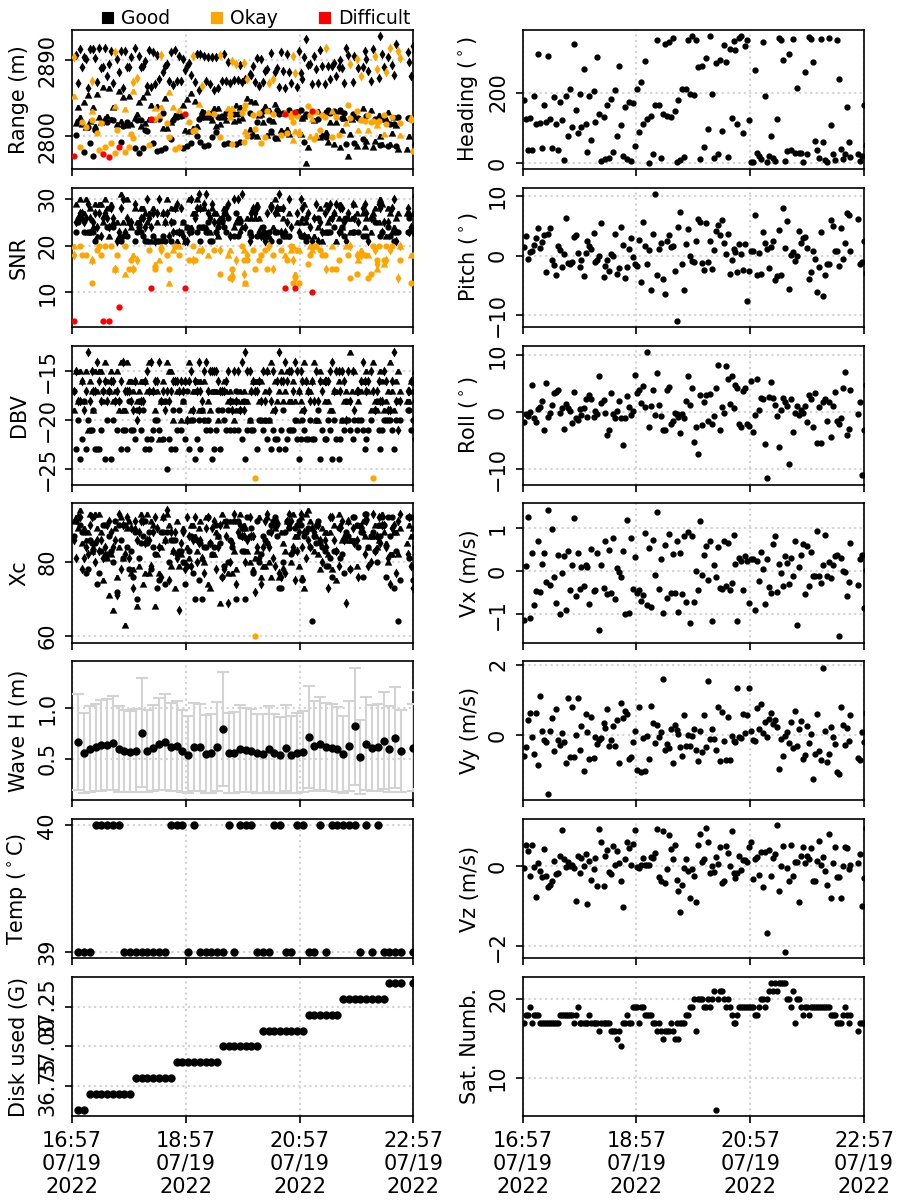 Good Okay Difficult
Range (m)
2890
2800
Heading (°)
200
0
SNR
30
20
10
Pitch (°)
10
0
−10
DBV
−15
−20
−25
Roll (°)
10
0
−10
Xc
80
60
Vx (m/s)
1
0
−1
Wave H (m)
1.0
0.5
Vy (m/s)
2
0
Temp (°C)
40
39
Vz (m/s)
0
−2
Disk used (G)
36.75
Sat. Numb.
20
10
16:57 18:57 20:57 22:57
07/19 07/19 07/19 07/19
2022 2022 2022 2022
16:57 18:57 20:57 22:57
07/19 07/19 07/19 07/19
2022 2022 2022 2022